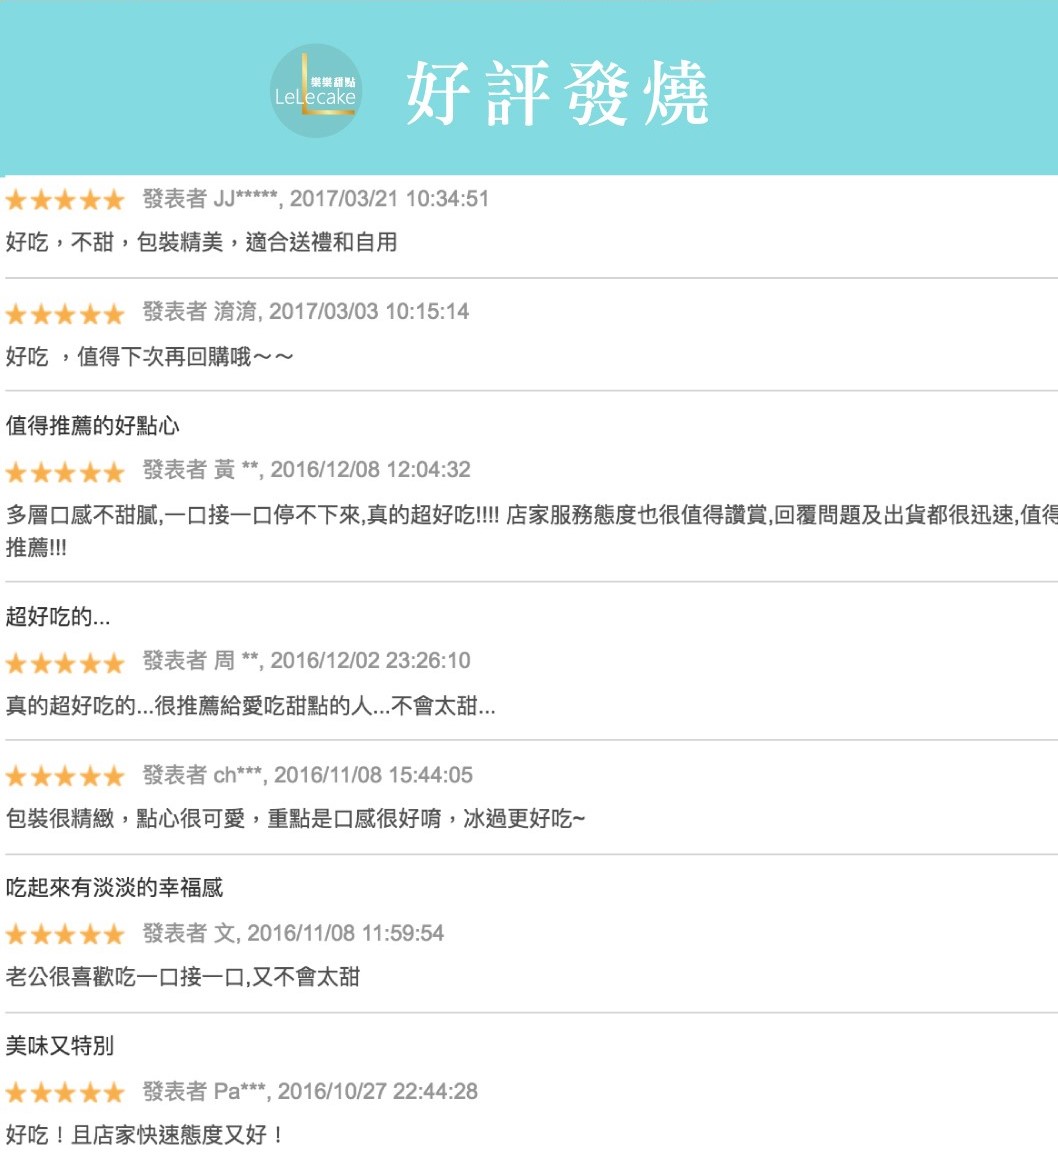 樂樂甜點
LeLecake
好評發燒
發表者 JJ*****, 2017/03/21 10:34:51
好吃，不甜，包裝精美，適合送禮和自用
發表者 淯淯, 2017/03/03 10:15:14
好吃 ，值得下次再回購哦～～
值得推薦的好點心
發表者 黃 **, 2016/12/08 12:04:32
多層口感不甜膩,一口接一口停不下來,真的超好吃!!!! 店家服務態度也很值得讚賞,回覆問題及出貨都很迅速,值得
推薦!!!
超好吃的...
發表者 周 **, 2016/12/02 23:26:10
真的超好吃的...很推薦給愛吃甜點的人...不會太甜...
發表者 ch***, 2016/11/08 15:44:05
包裝很精緻，點心很可愛，重點是口感很好唷，冰過更好吃~
吃起來有淡淡的幸福感
發表者 文, 2016/11/08 11:59:54
老公很喜歡吃一口接一口,又不會太甜
美味又特別
發表者 Pa***, 2016/10/27 22:44:28
好吃！且店家快速態度又好！